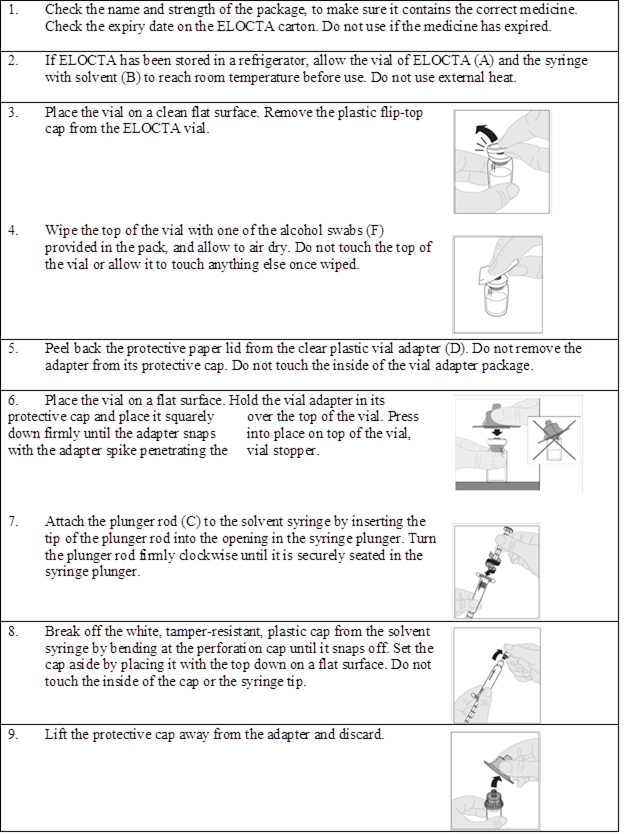 1. Check the name and strength of the package, to make sure it contains the correct medicine.
Check the expiry date on the ELOCTA carton. Do not use if the medicine has expired.
2. If ELOCTA has been stored in a refrigerator, allow the vial of ELOCTA (A) and the syringe
with solvent (B) to reach room temperature before use. Do not use external heat.
3. Place the vial on a clean flat surface. Remove the plastic flip-top
cap from the ELOCTA vial.
4. Wipe the top of the vial with one of the alcohol swabs (F)
provided in the pack, and allow to air dry. Do not touch the top of
the vial or allow it to touch anything else once wiped.
5. Peel back the protective paper lid from the clear plastic vial adapter (D). Do not remove the
adapter from its protective cap. Do not touch the inside of the vial adapter package.
6. Place the vial on a flat surface. Hold the vial adapter in its
protective cap and place it squarely over the top of the vial. Press
down firmly until the adapter snaps into place on top of the vial,
with the adapter spike penetrating the vial stopper.
7. Attach the plunger rod (C) to the solvent syringe by inserting the
tip of the plunger rod into the opening in the syringe plunger. Turn
the plunger rod firmly clockwise until it is securely seated in the
syringe plunger.
8. Break off the white, tamper-resistant, plastic cap from the solvent
syringe by bending at the perforation cap until it snaps off. Set the
cap aside by placing it with the top down on a flat surface. Do not
touch the inside of the cap or the syringe tip.
9. Lift the protective cap away from the adapter and discard.